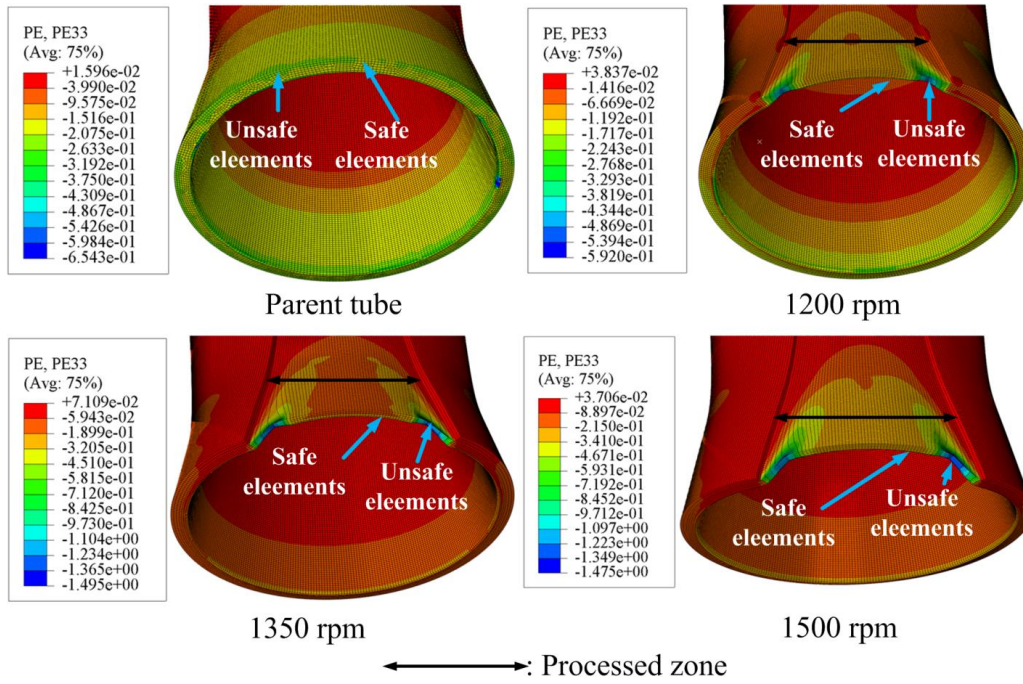 PE, PE33
(Avg: 75%)
+1.596e-02
-3.990e-02
-9.575e-02
-1.516e-01
-2.075e-01
-2.633e-01
-3.192e-01
-3.750e-01
-4.309e-01
-4.867e-01
-5.426e-01
-5.984e-01
-6.543e-01
Unsafe
eleements
Safe
eleements
Parent tube
PE, PE33
(Avg: 75%)
+3.837e-02
-1.416e-02
-6.669e-02
-1.192e-01
-1.717e-01
-2.243e-01
-2.768e-01
-3.293e-01
-3.819e-01
-4.344e-01
-4.869e-01
-5.394e-01
-5.920e-01
Safe
eleements
Unsafe
eleements
1200 rpm
PE, PE33
(Avg: 75%)
+7.109e-02
-5.943e-02
-1.899e-01
-3.205e-01
-4.510e-01
-5.815e-01
-7.120e-01
-8.425e-01
-9.730e-01
-1.104e+00
-1.234e+00
-1.365e+00
-1.495e+00
Safe
eleements
Unsafe
eleements
1350 rpm
PE, PE33
(Avg: 75%)
+3.706e-02
-8.897e-02
-2.150e-01
-3.410e-01
-4.671e-01
-5.931e-01
-7.192e-01
-8.452e-01
-9.712e-01
-1.097e+00
-1.223e+00
-1.349e+00
-1.475e+00
Safe
eleements
Unsafe
eleements
1500 rpm
: Processed zone